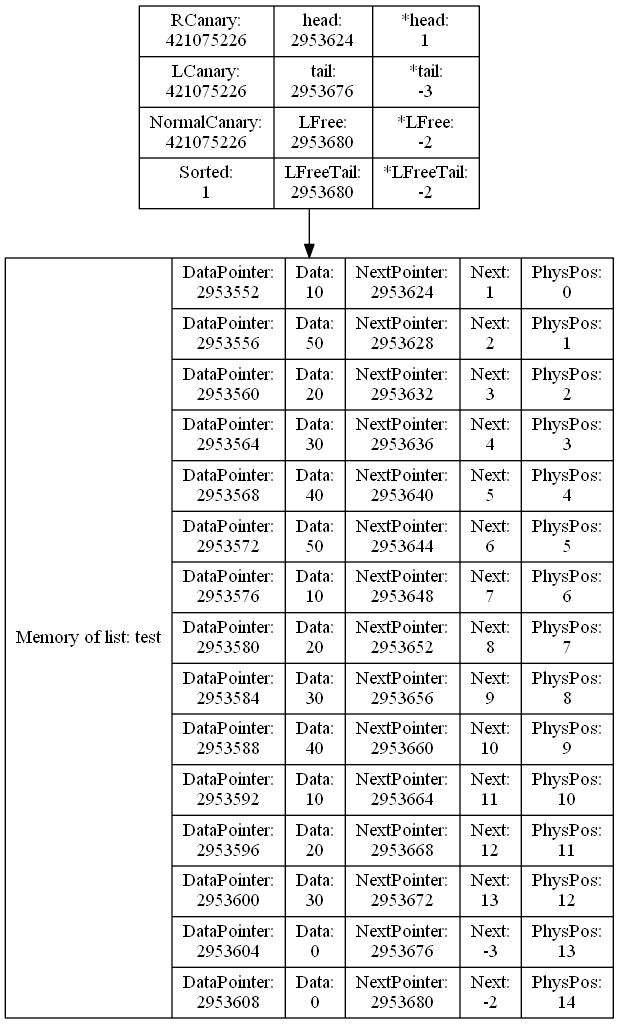 RCanary: head: *head:
421075226 2953624 1
LCanary: tail: *tail:
421075226 2953676 -3
NormalCanary: LFree: *LFree:
421075226 2953680 -2
Sorted: LFreeTail: *LFreeTail:
1 2953680 -2
Memory of list: test
DataPointer: Data: NextPointer: Next: PhysPos:
2953552 10 2953624 1 0
DataPointer: Data: NextPointer: Next: PhysPos:
2953556 50 2953628 2 1
DataPointer: Data: NextPointer: Next: PhysPos:
2953560 20 2953632 3 2
DataPointer: Data: NextPointer: Next: PhysPos:
2953564 30 2953636 4 3
DataPointer: Data: NextPointer: Next: PhysPos:
2953568 40 2953640 5 4
DataPointer: Data: NextPointer: Next: PhysPos:
2953572 50 2953644 6 5
DataPointer: Data: NextPointer: Next: PhysPos:
2953576 10 2953648 7 6
DataPointer: Data: NextPointer: Next: PhysPos:
2953580 20 2953652 8 7
DataPointer: Data: NextPointer: Next: PhysPos:
2953584 30 2953656 9 8
DataPointer: Data: NextPointer: Next: PhysPos:
2953588 40 2953660 10 9
DataPointer: Data: NextPointer: Next: PhysPos:
2953592 10 2953664 11 10
DataPointer: Data: NextPointer: Next: PhysPos:
2953596 20 2953668 12 11
DataPointer: Data: NextPointer: Next: PhysPos:
2953600 30 2953672 13 12
DataPointer: Data: NextPointer: Next: PhysPos:
2953604 0 2953676 -3 13
DataPointer: Data: NextPointer: Next: PhysPos:
2953608 0 2953680 -2 14